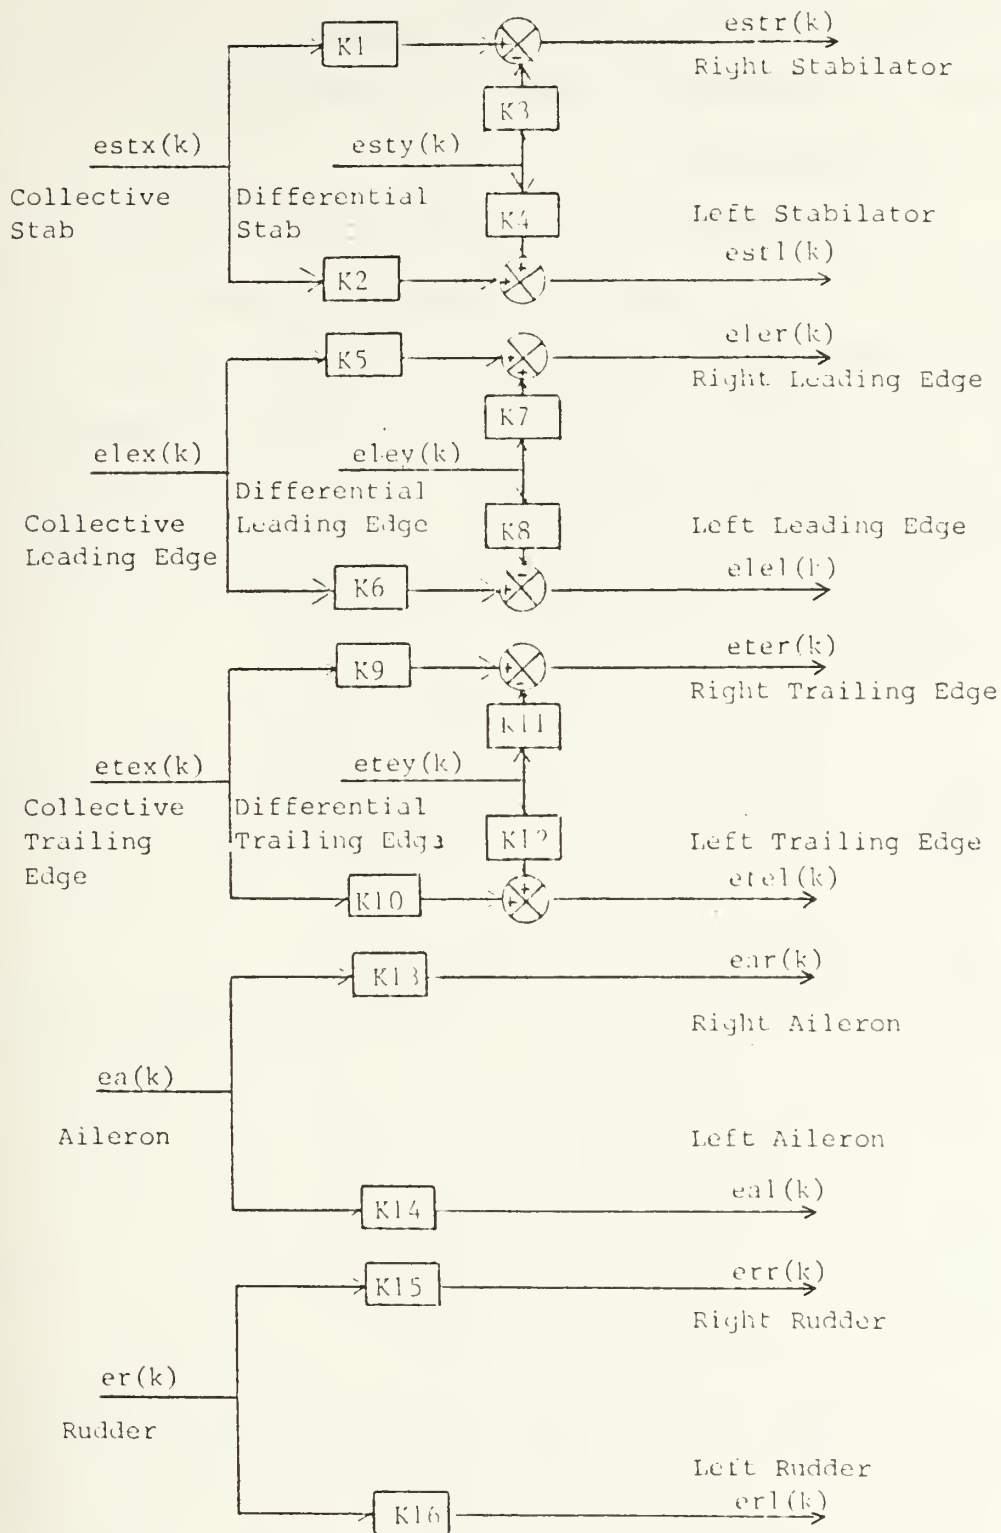 K1
estr(k)
Right Stabilator
K3
estx(k)
esty(k)
Collective
Stab
Differential
Stab
K4
Left Stabilator
estl(k)
K2
K5
eler(k)
Right Leading Edge
K7
elex(k)
eley(k)
Collective
Leading Edge
Differential
Leading Edge
K8
Left Leading Edge
elel(k)
K6
K9
eter(k)
Right Trailing Edge
K11
etex(k)
etey(k)
Collective
Trailing
Edge
Differential
Trailing Edge
K12
Left Trailing Edge
etel(k)
K10
K13
ear(k)
Right Aileron
ea(k)
Aileron
Left Aileron
eal(k)
K14
K15
err(k)
Right Rudder
er(k)
Rudder
Left Rudder
erl(k)
K16